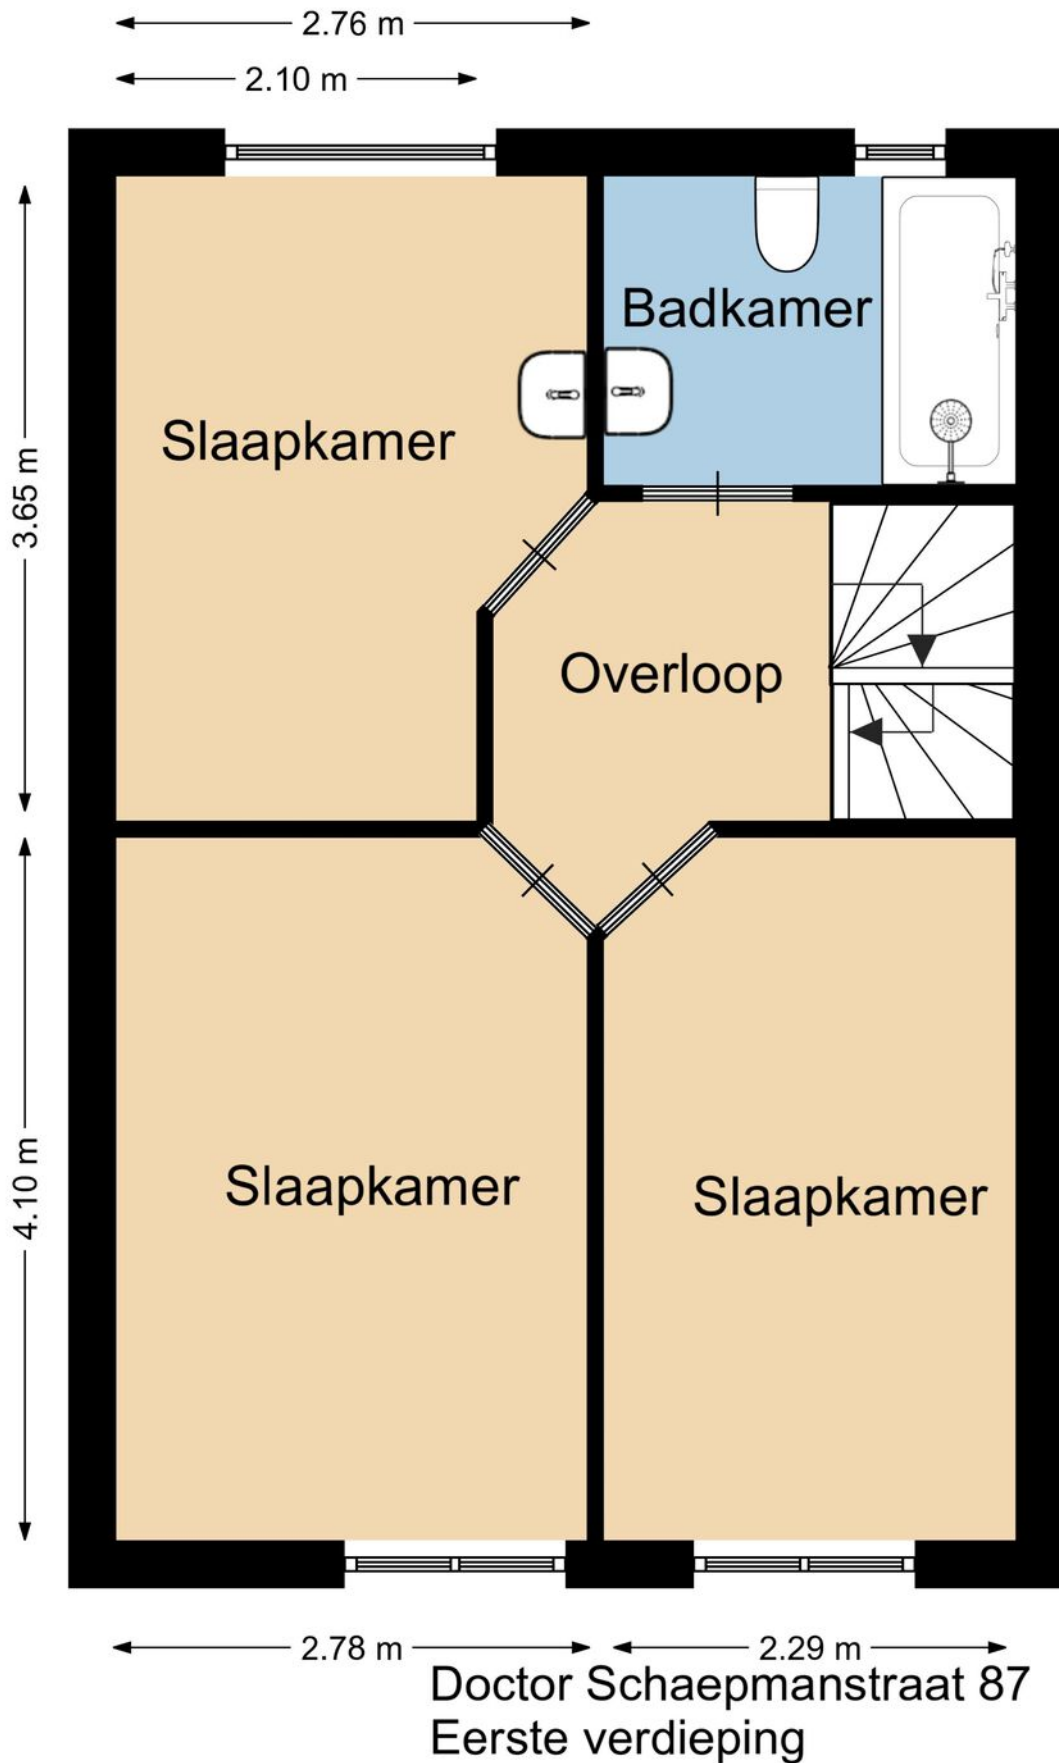 2.76 m
2.10 m
Badkamer
Slaapkamer
3.65 m
Overloop
4.10 m
Slaapkamer
Slaapkamer
2.78 m
2.29 m
Doctor Schaepmanstraat 87
Eerste verdieping